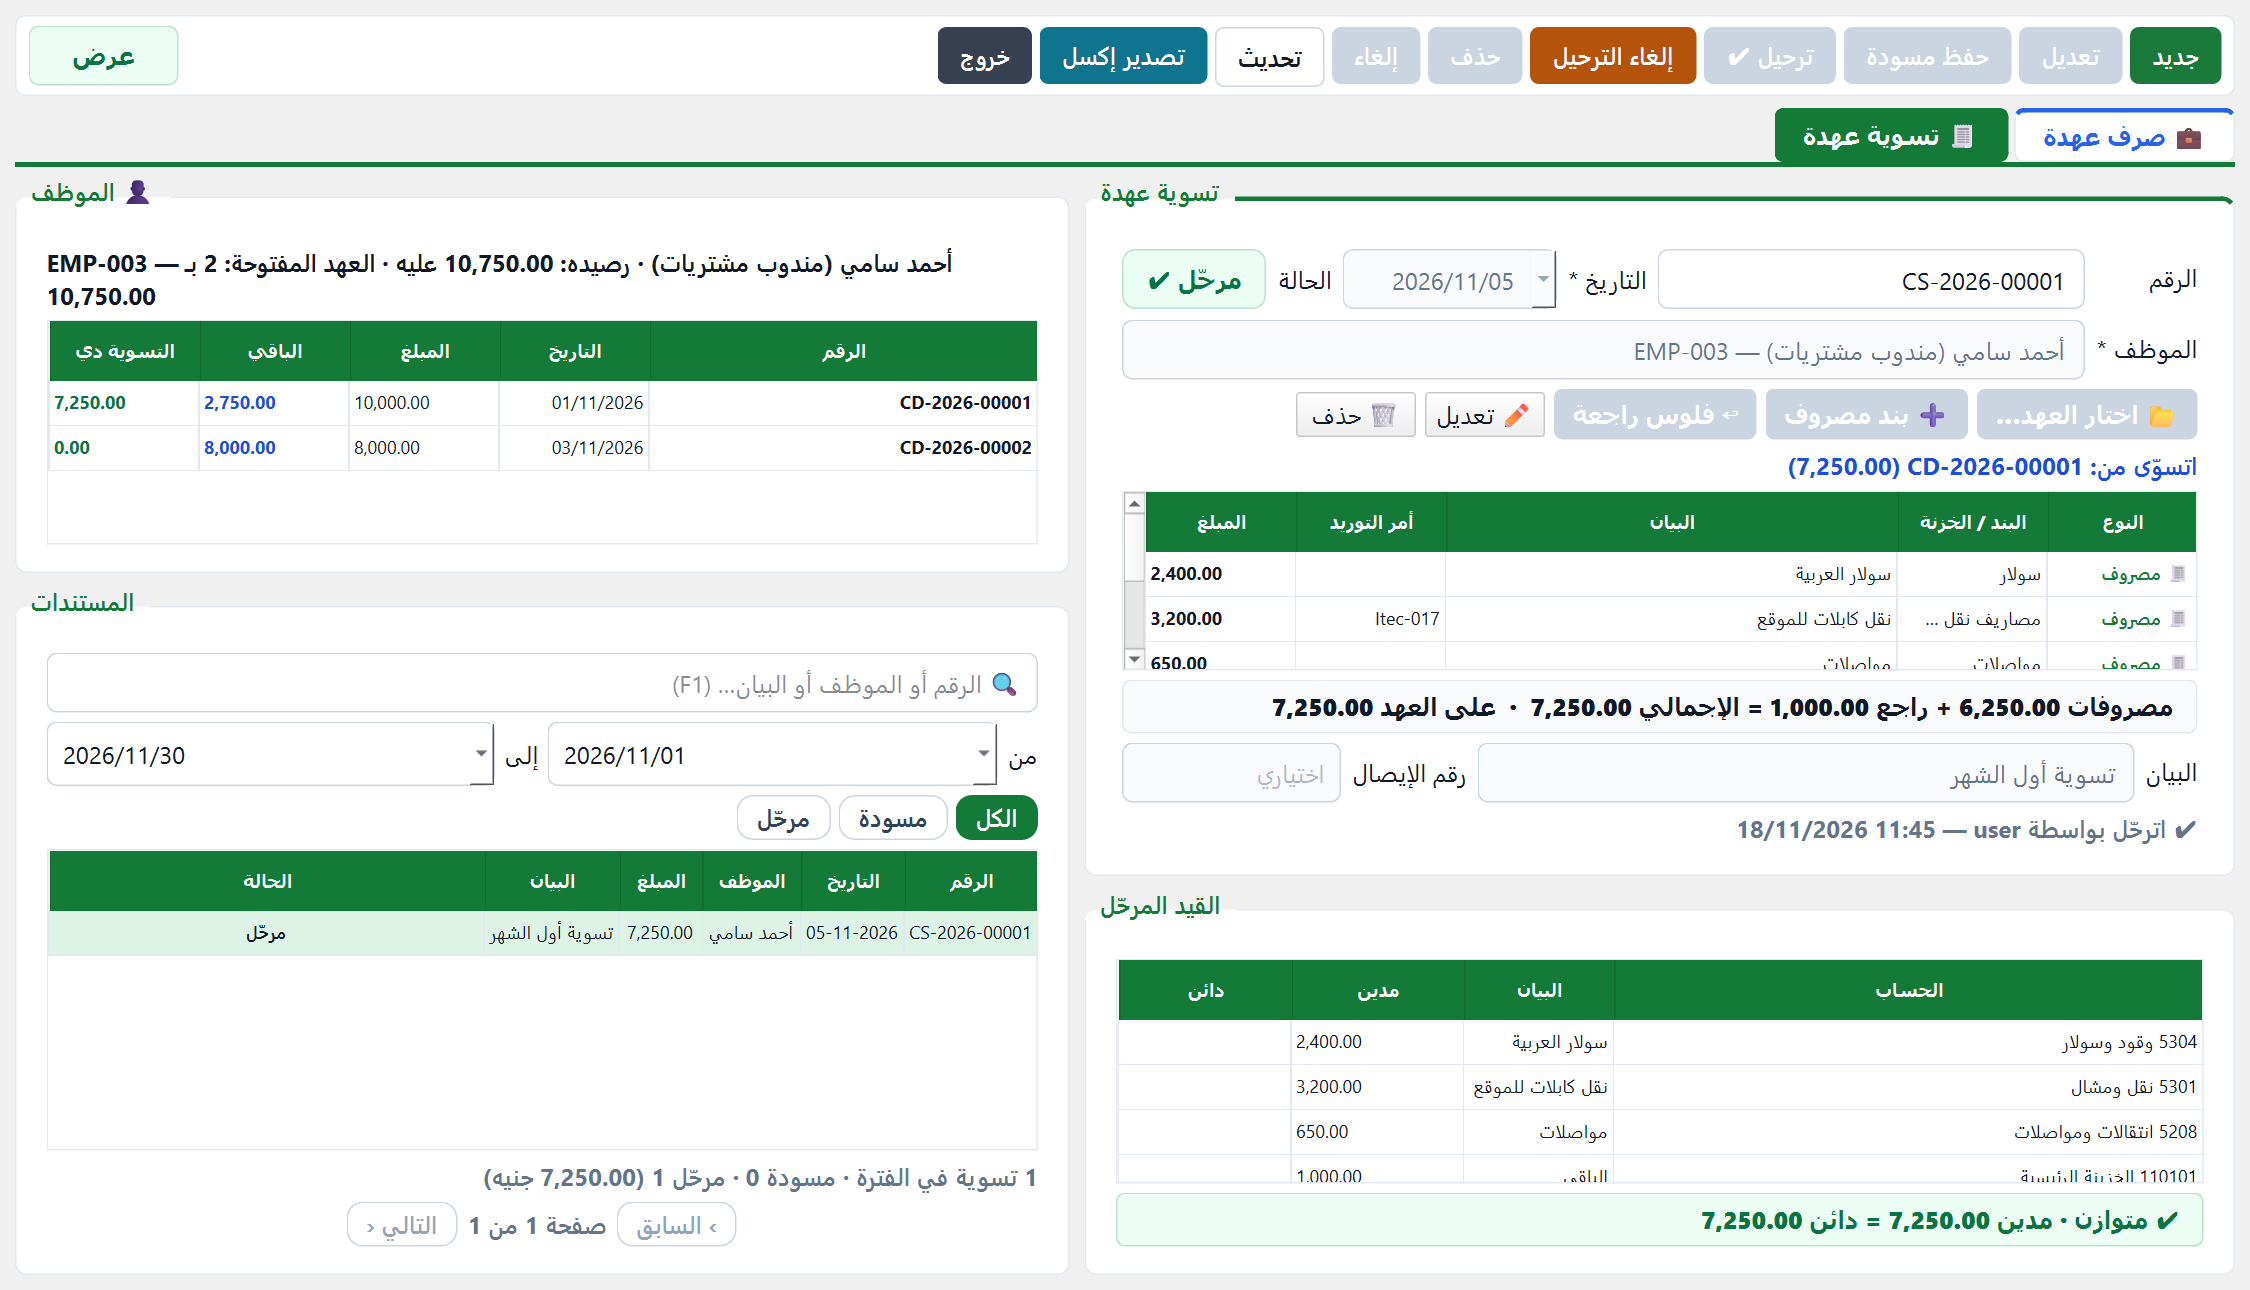 جديد تعديل حفظ مسودة ترحيل ✔ إلغاء الترحيل حذف إلغاء تحديث تصدير إكسل خروج عرض
صرف عهدة تسوية عهدة
تسوية عهدة
الرقم CS-2026-00001 التاريخ * 2026/11/05 الحالة مرحّل ✔
الموظف * أحمد سامي (مندوب مشتريات) — EMP-003
اختار العهد... بند مصروف ↩ فلوس راجعة تعديل حذف
اتسوّى من: CD-2026-00001 (7,250.00)
النوع البند / الخزنة البيان أمر التوريد المبلغ
مصروف سولار سولار العربية 2,400.00
مصروف مصاريف نقل ... نقل كابلات للموقع Itec-017 3,200.00
مصروف مواصلات مواصلات 650.00
مصروفات 6,250.00 + راجع 1,000.00 = الإجمالي 7,250.00 · على العهد 7,250.00
البيان تسوية أول الشهر رقم الإيصال اختياري
✔ اترحّل بواسطة user — 18/11/2026 11:45
القيد المرحّل
الحساب البيان مدين دائن
5304 وقود وسولار سولار العربية 2,400.00
5301 نقل ومشال نقل كابلات للموقع 3,200.00
5208 انتقالات ومواصلات مواصلات 650.00
110101 الخزينة الرئيسية الباقي 1,000.00
✔ متوازن · مدين 7,250.00 = دائن 7,250.00
الموظف
أحمد سامي (مندوب مشتريات) · رصيده: 10,750.00 عليه · العهد المفتوحة: 2 بـ — EMP-003
10,750.00
الرقم التاريخ المبلغ الباقي التسوية دي
CD-2026-00001 01/11/2026 10,000.00 2,750.00 7,250.00
CD-2026-00002 03/11/2026 8,000.00 8,000.00 0.00
المستندات
الرقم أو الموظف أو البيان... (F1)
من 2026/11/01 إلى 2026/11/30
الكل مسودة مرحّل
الرقم التاريخ الموظف المبلغ البيان الحالة
CS-2026-00001 05-11-2026 أحمد سامي 7,250.00 تسوية أول الشهر مرحّل
1 تسوية في الفترة · مسودة 0 · مرحّل 1 (7,250.00 جنيه)
‹ السابق صفحة 1 من 1 التالي ›